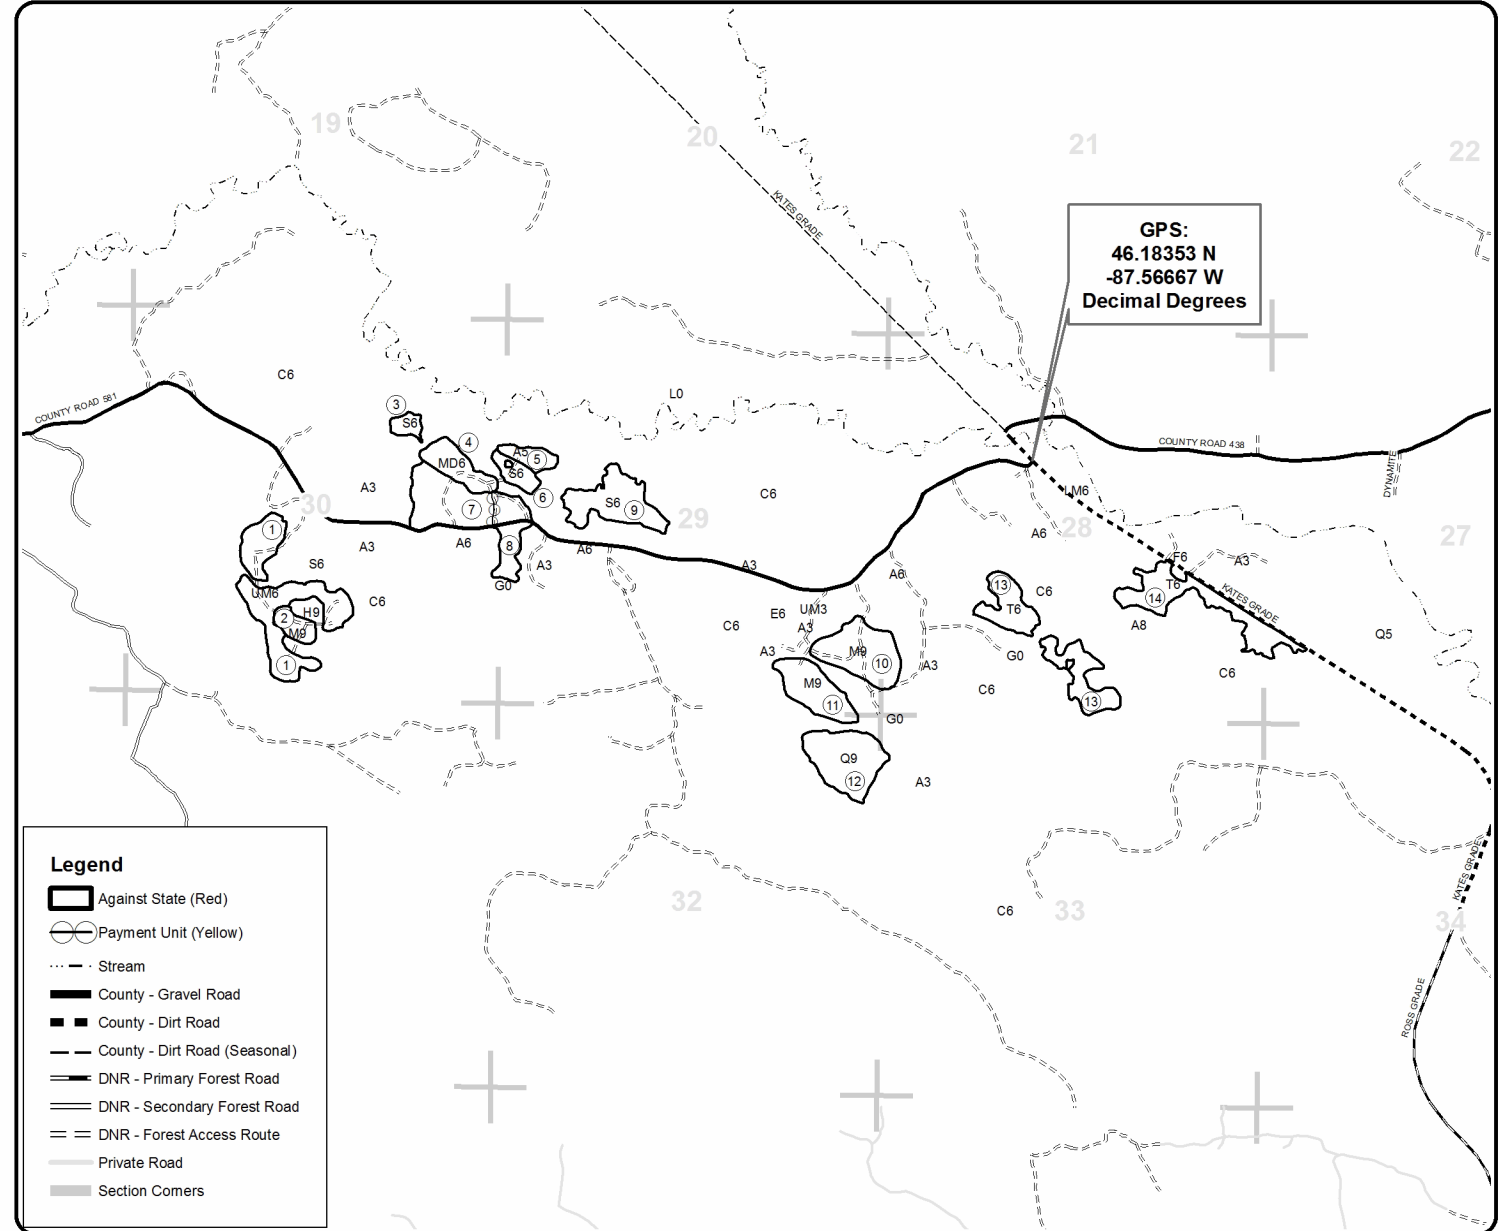 19
20
21
22
KATES GRADE
GPS:
46.18353 N
-87.56667 W
Decimal Degrees
C6
L0
COUNTY ROAD 581
3
S6
4
MD6
A5
5
S6
COUNTY ROAD 438
DYNAMITE
A3
C6
LM6
6
S6
9
30
7
29
28
27
1
A6
A3
A6
8
A6
A3
A3
A3
G0
F6
A3
S6
UM6
C6
A6
13
C6
T6
14
KATES GRADE
H9
2
M9
E6
UM3
A3
C6
T6
A8
Q5
1
A3
M9
10
A3
G0
C6
C6
M9
11
13
G0
Q9
12
A3
KATES GRADE
32
C6
33
34
ROSS GRADE
Legend
Against State (Red)
Payment Unit (Yellow)
Stream
County - Gravel Road
County - Dirt Road
County - Dirt Road (Seasonal)
DNR - Primary Forest Road
DNR - Secondary Forest Road
DNR - Forest Access Route
Private Road
Section Corners